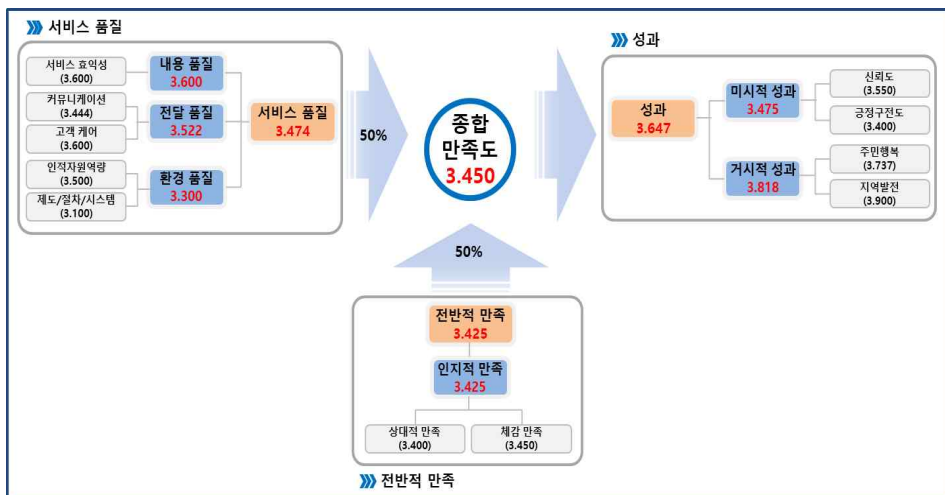 서비스 품질
서비스 효익성
(3.600)
커뮤니케이션
(3.444)
고객 케어
(3.600)
인적자원역량
(3.500)
제도/절차/시스템
(3.100)
내용 품질
3.600
전달 품질
3.522
환경 품질
3.300
서비스 품질
3.474
50%
종합
만족도
3.450
성과
성과
3.647
미시적 성과
3.475
거시적 성과
3.818
신뢰도
(3.550)
긍정구전도
(3.400)
주민행복
(3.737)
지역발전
(3.900)
50%
전반적 만족
3.425
인지적 만족
3.425
상대적 만족
(3.400)
체감 만족
(3.450)
전반적 만족